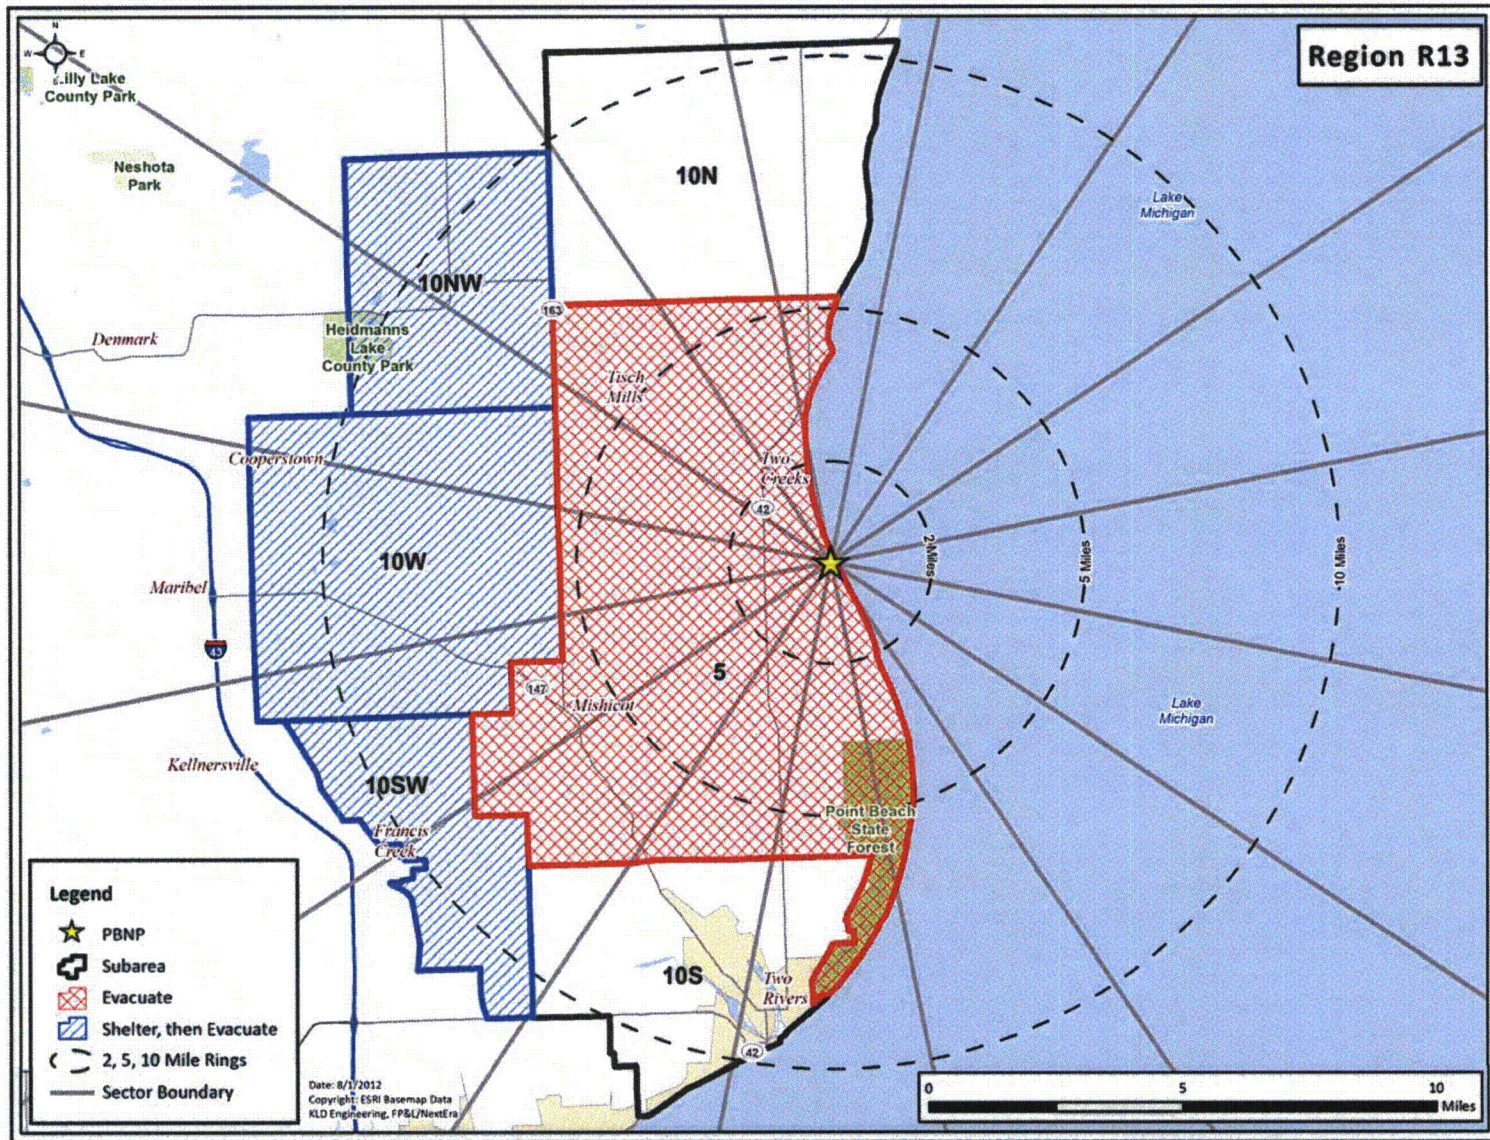 Region R13
N
W
E
S
.illy Lake
County Park
Neshota
Park
10N
Lake
Michigan
10NW
163
Denmark
Heidmanns
Lake
County Park
Tisch
Mills
Cooperstown
Two
Creeks
42
10W
2 Miles
5 Miles
10 Miles
Maribel
43
5
147
Mishicot
Lake
Michigan
Kellnersville
10SW
Point Beach
State
Forest
Francis
Creek
10S
Two
Rivers
42
Legend
PBNP
Subarea
Evacuate
Shelter, then Evacuate
2, 5, 10 Mile Rings
Sector Boundary
Date: 8/1/2012
Copyright: ESRI Basemap Data
KLD Engineering, FP&L/NextEra
0 5 10
Miles